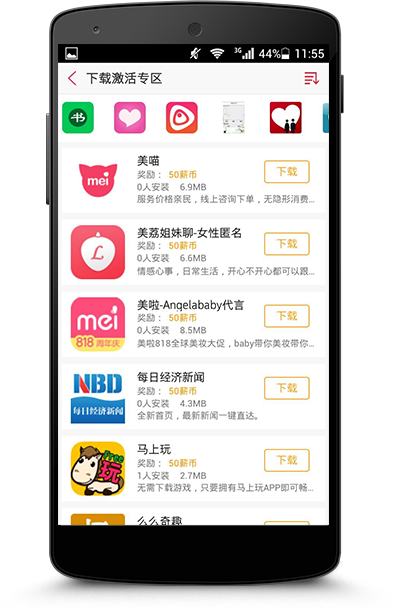 3G 44% 11:55
下载激活专区
书
mei
美喵
奖励： 50薪币
0人安装 6.9MB
服务价格亲民，线上咨询下单，无隐形消费...
下载
L
美荔姐妹聊-女性匿名
奖励： 50薪币
0人安装 6.6MB
情感心事，日常生活，开心不开心都可以跟...
下载
mei
818周年庆
美啦-Angelababy代言
奖励： 50薪币
0人安装 8.5MB
美啦818全球美妆大促，baby带你美妆带你...
下载
NBD
每日经济新闻
每日经济新闻
奖励： 50薪币
0人安装 4.3MB
全新首页，最新新闻一键直达。
下载
Free
玩
马上玩
奖励： 50薪币
1人安装 2.7MB
无需下载游戏，只要拥有马上玩APP即可畅...
下载
么么奇趣